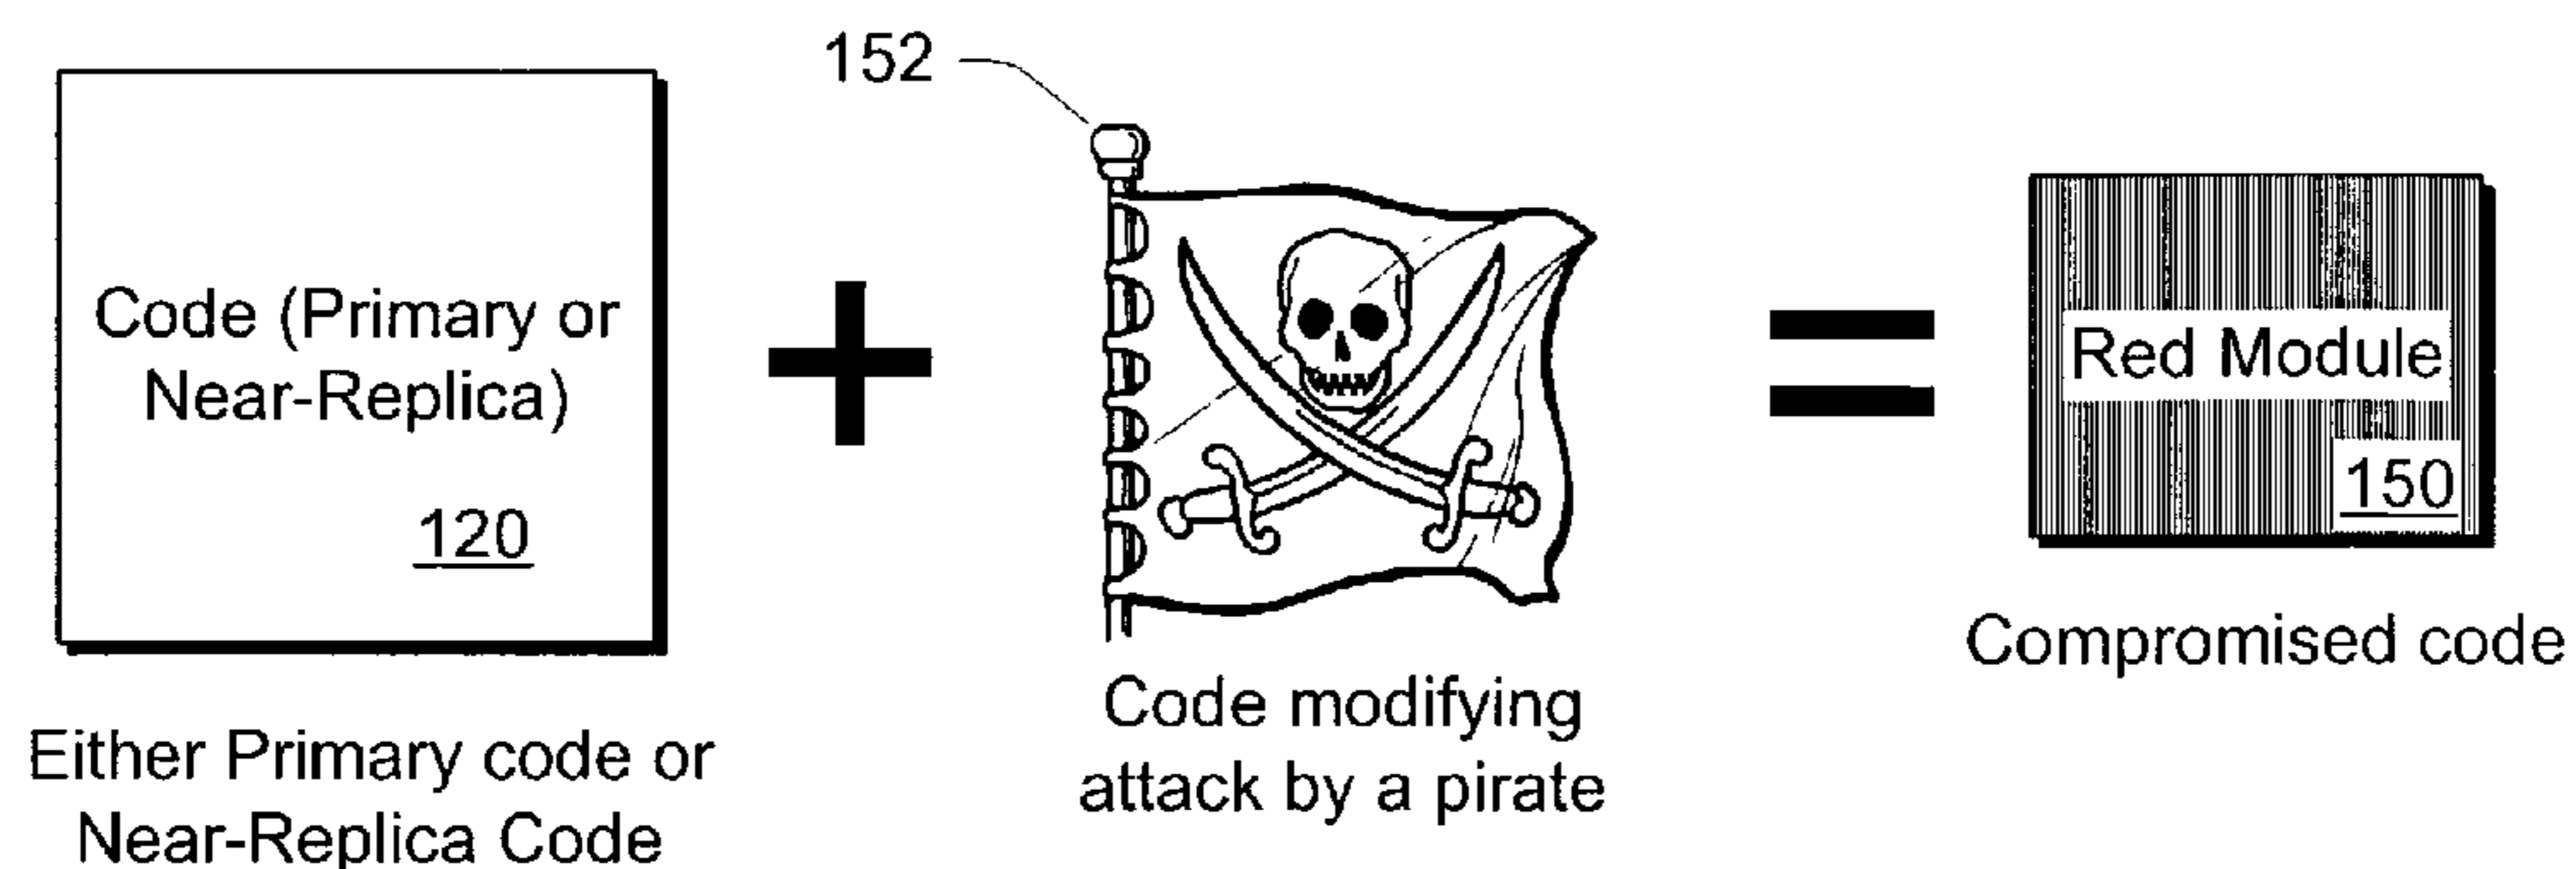 152
Code (Primary or
Near-Replica)
120
Red Module
150
Either Primary code or
Near-Replica Code
Code modifying
attack by a pirate
Compromised code